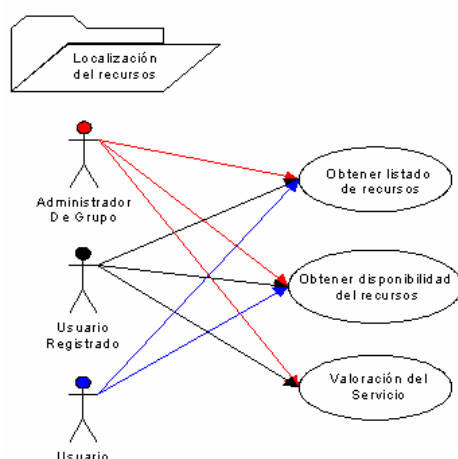 Localización
del recursos
Administrador
De Grupo
Obtener listado
de recursos
Usuario
Registrado
Obtener disponibilidad
del recursos
Valoración del
Servicio
Usuario